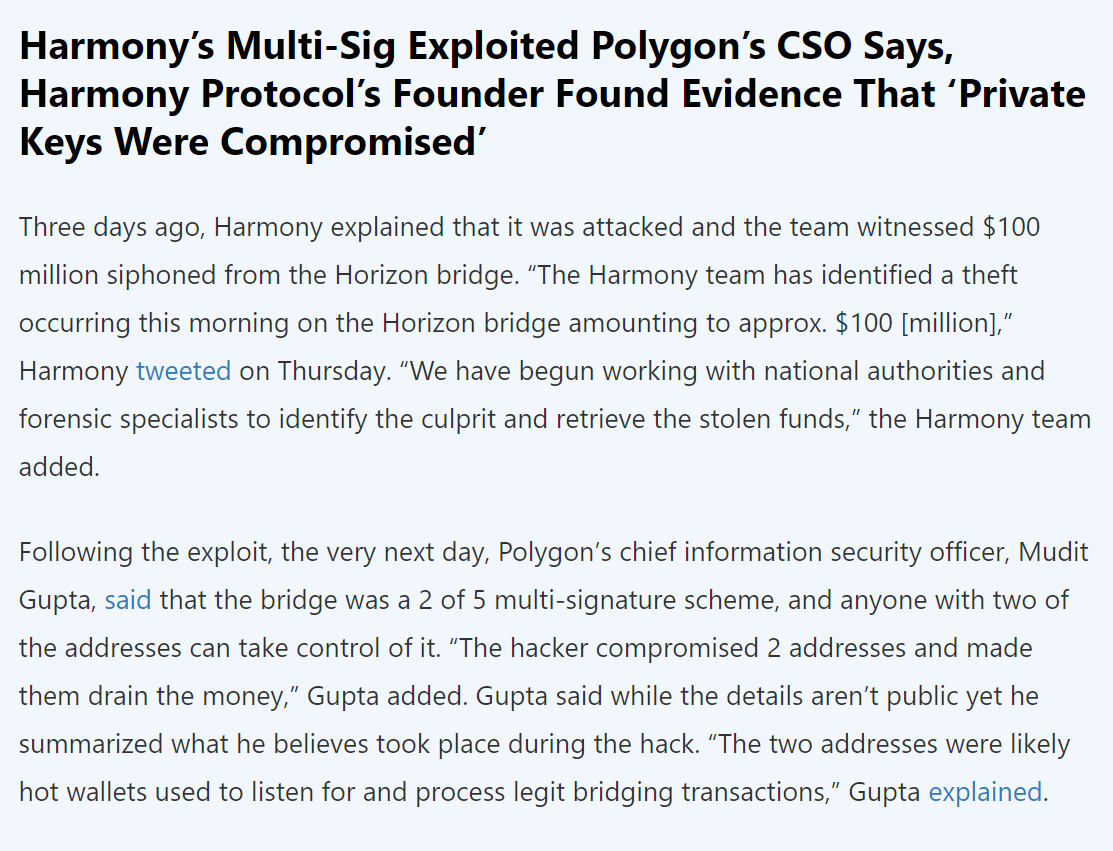 Harmony’s Multi-Sig Exploited Polygon’s CSO Says,
Harmony Protocol’s Founder Found Evidence That ‘Private
Keys Were Compromised’
Three days ago, Harmony explained that it was attacked and the team witnessed $100
million siphoned from the Horizon bridge. “The Harmony team has identified a theft
occurring this morning on the Horizon bridge amounting to approx. $100 [million],”
Harmony tweeted on Thursday. “We have begun working with national authorities and
forensic specialists to identify the culprit and retrieve the stolen funds,” the Harmony team
added.
Following the exploit, the very next day, Polygon’s chief information security officer, Mudit
Gupta, said that the bridge was a 2 of 5 multi-signature scheme, and anyone with two of
the addresses can take control of it. “The hacker compromised 2 addresses and made
them drain the money,” Gupta added. Gupta said while the details aren’t public yet he
summarized what he believes took place during the hack. “The two addresses were likely
hot wallets used to listen for and process legit bridging transactions,” Gupta explained.